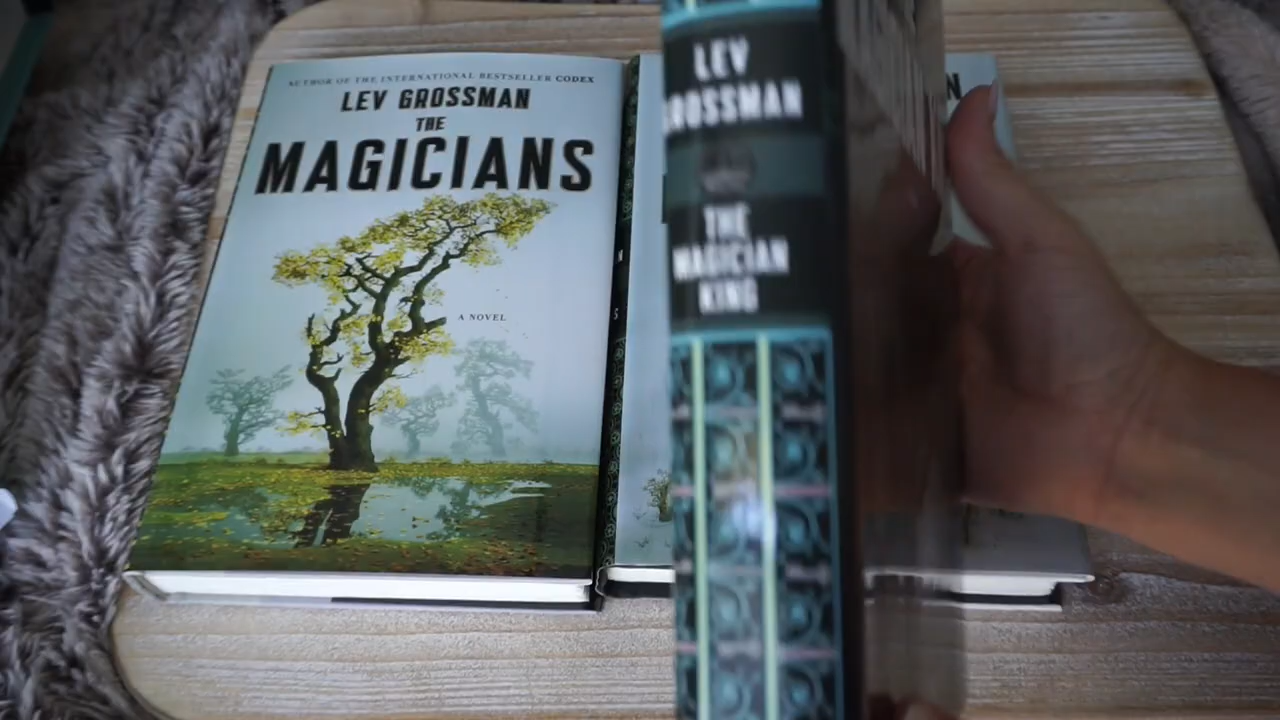 AUTHOR OF THE INTERNATIONAL BESTSELLER CODEX
LEV GROSSMAN
THE
MAGICIANS
A NOVEL
LEV
GROSSMAN
THE
MAGICIAN
KING
N